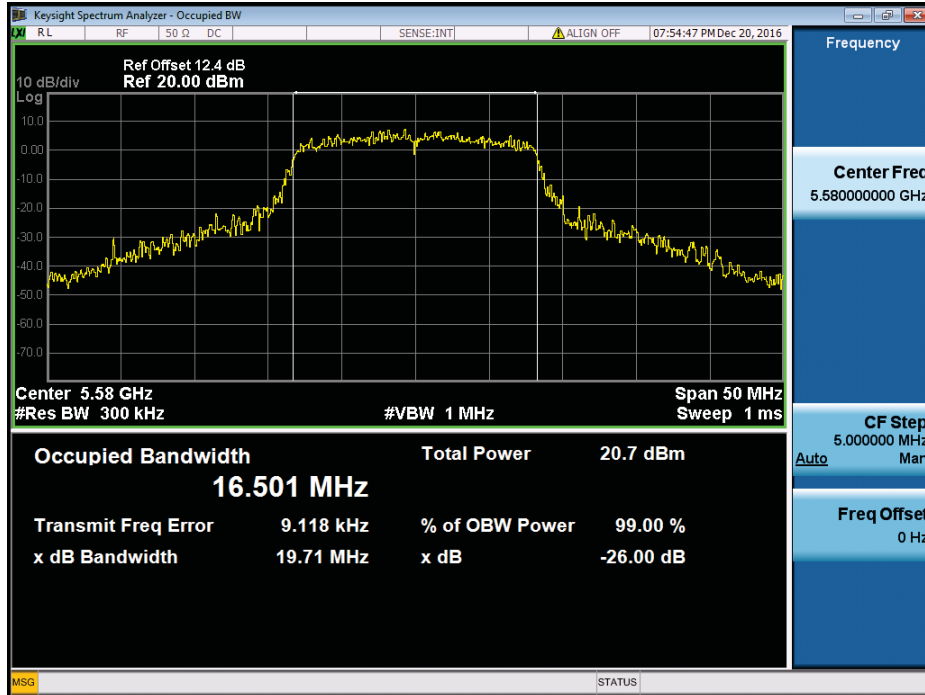 Keysight Spectrum Analyzer - Occupied BW
LXI RL RF 50 Ω DC SENSE:INT ALIGN OFF 07:54:47 PM Dec 20, 2016
Frequency
Ref Offset 12.4 dB
10 dB/div Ref 20.00 dBm
Log
10.0
0.00
-10.0
-20.0
-30.0
-40.0
-50.0
-60.0
-70.0
Center Freq
5.580000000 GHz
Center 5.58 GHz Span 50 MHz
#Res BW 300 kHz #VBW 1 MHz Sweep 1 ms
CF Step
5.000000 MHz
Auto Man
Occupied Bandwidth Total Power 20.7 dBm
16.501 MHz
Transmit Freq Error 9.118 kHz % of OBW Power 99.00 %
x dB Bandwidth 19.71 MHz x dB -26.00 dB
Freq Offset
0 Hz
MSG STATUS